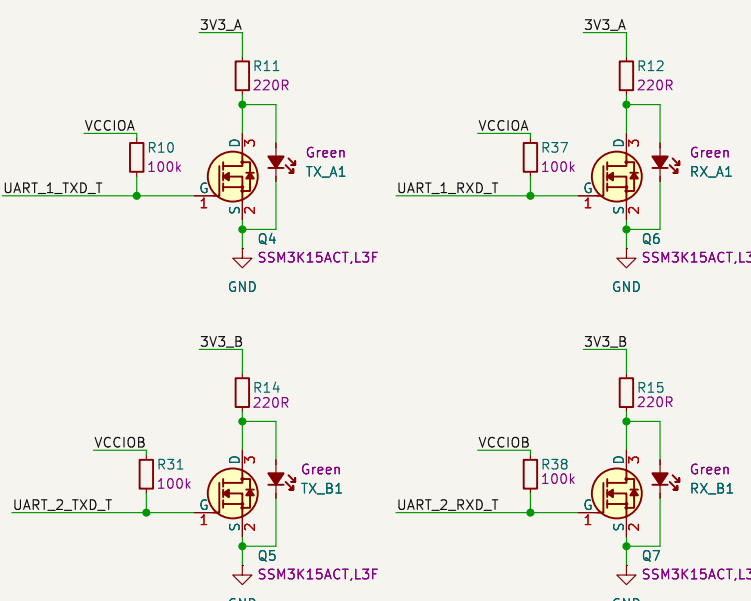 3V3_A
R11
220R
VCCIOA
R10
100k
UART_1_TXD_T
D
3
G
1
S
2
Green
TX_A1
Q4
SSM3K15ACT,L3F
GND
3V3_A
R12
220R
VCCIOA
R37
100k
UART_1_RXD_T
D
3
G
1
S
2
Green
RX_A1
Q6
SSM3K15ACT,L3
GND
3V3_B
R14
220R
VCCIOB
R31
100k
UART_2_TXD_T
D
3
G
1
S
2
Green
TX_B1
Q5
SSM3K15ACT,L3F
GND
3V3_B
R15
220R
VCCIOB
R38
100k
UART_2_RXD_T
D
3
G
1
S
2
Green
RX_B1
Q7
SSM3K15ACT,L3
GND